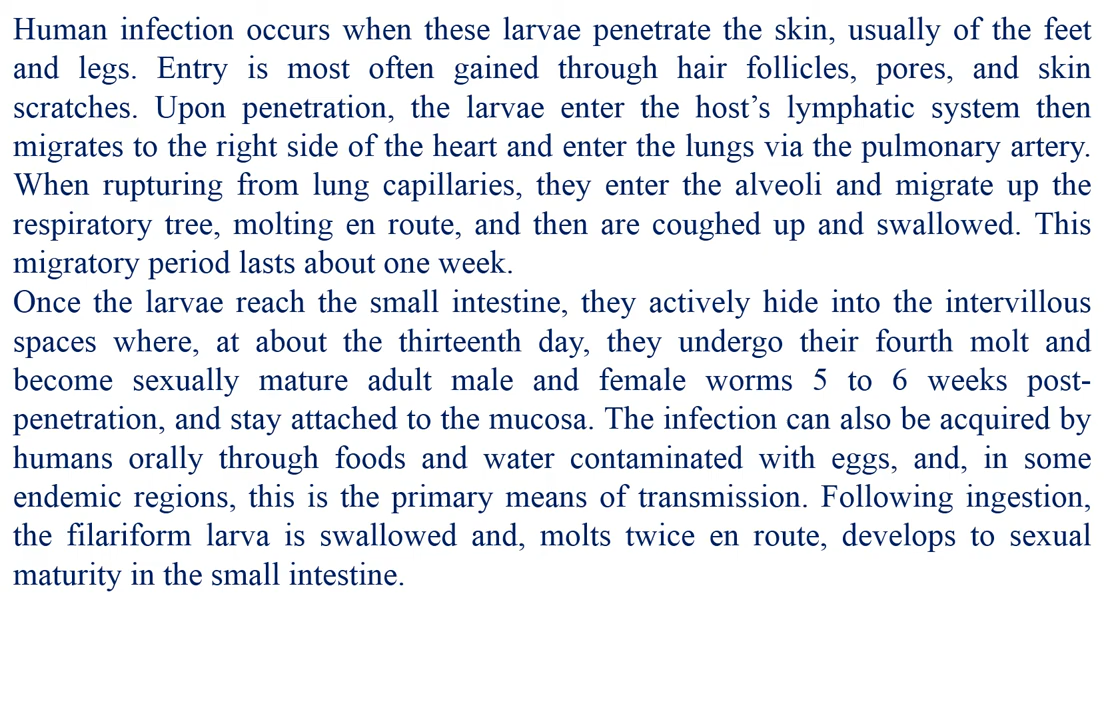 Human infection occurs when these larvae penetrate the skin, usually of the feet
and legs. Entry is most often gained through hair follicles, pores, and skin
scratches. Upon penetration, the larvae enter the host’s lymphatic system then
migrates to the right side of the heart and enter the lungs via the pulmonary artery.
When rupturing from lung capillaries, they enter the alveoli and migrate up the
respiratory tree, molting en route, and then are coughed up and swallowed. This
migratory period lasts about one week.
Once the larvae reach the small intestine, they actively hide into the intervillous
spaces where, at about the thirteenth day, they undergo their fourth molt and
become sexually mature adult male and female worms 5 to 6 weeks post-
penetration, and stay attached to the mucosa. The infection can also be acquired by
humans orally through foods and water contaminated with eggs, and, in some
endemic regions, this is the primary means of transmission. Following ingestion,
the filariform larva is swallowed and, molts twice en route, develops to sexual
maturity in the small intestine.